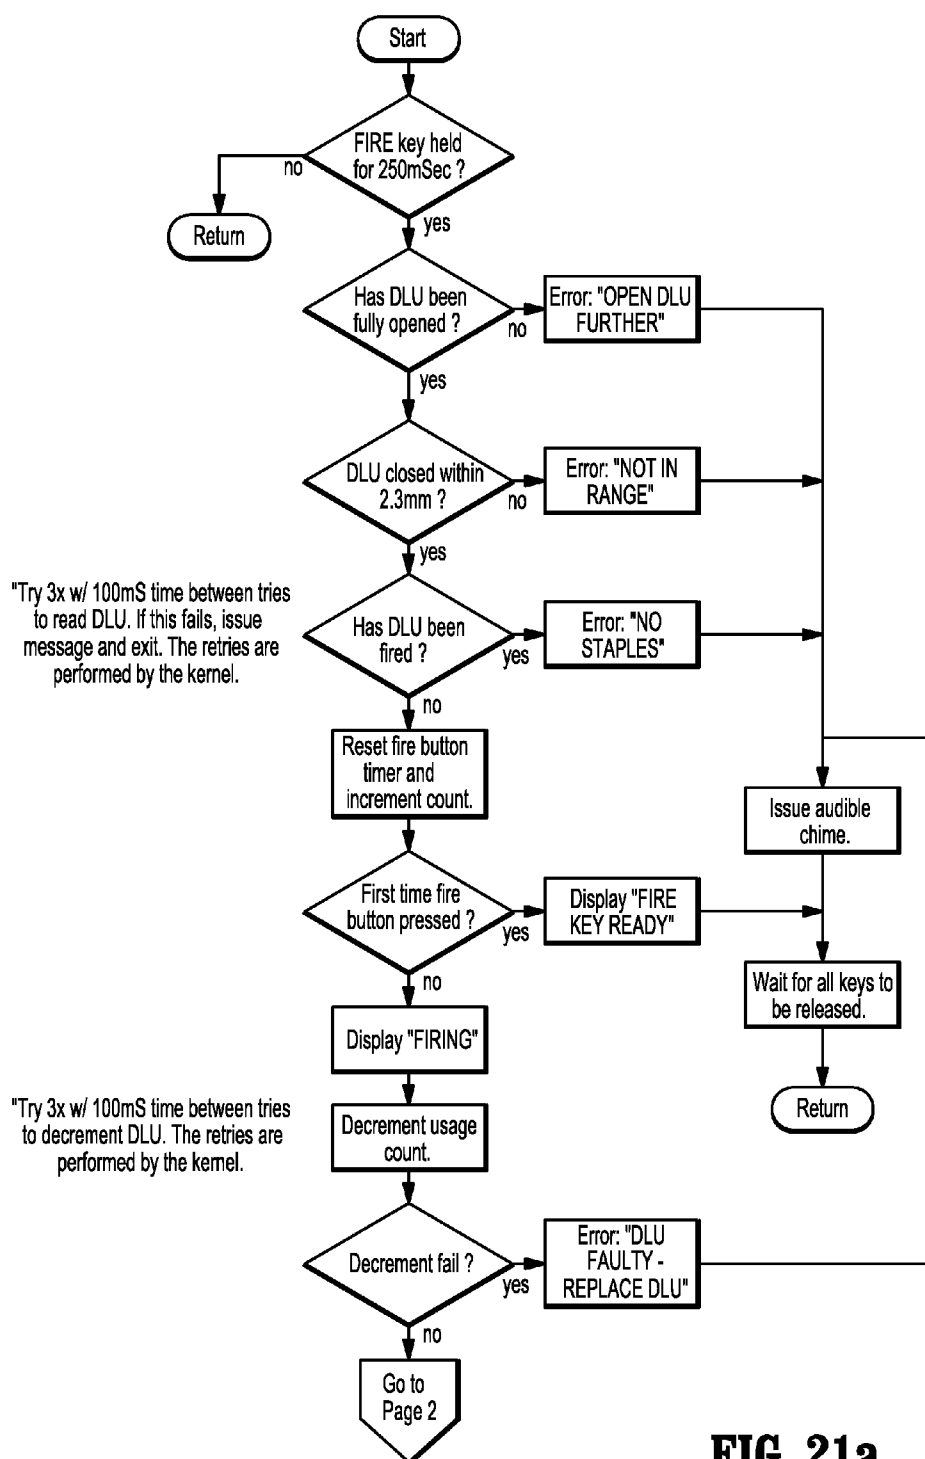 Start
FIRE key held
for 250mSec ?
no
yes
Return
Has DLU been
fully opened ?
no
yes
Error: "OPEN DLU
FURTHER"
DLU closed within
2.3mm ?
no
yes
Error: "NOT IN
RANGE"
"Try 3x w/ 100mS time between tries
to read DLU. If this fails, issue
message and exit. The retries are
performed by the kernel.
Has DLU been
fired ?
yes
no
Error: "NO
STAPLES"
Reset fire button
timer and
increment count.
Issue audible
chime.
First time fire
button pressed ?
yes
no
Display "FIRE
KEY READY"
Wait for all keys to
be released.
Return
Display "FIRING"
"Try 3x w/ 100mS time between tries
to decrement DLU. The retries are
performed by the kernel.
Decrement usage
count.
Decrement fail ?
yes
no
Error: "DLU
FAULTY -
REPLACE DLU"
Go to
Page 2
FIG. 21a